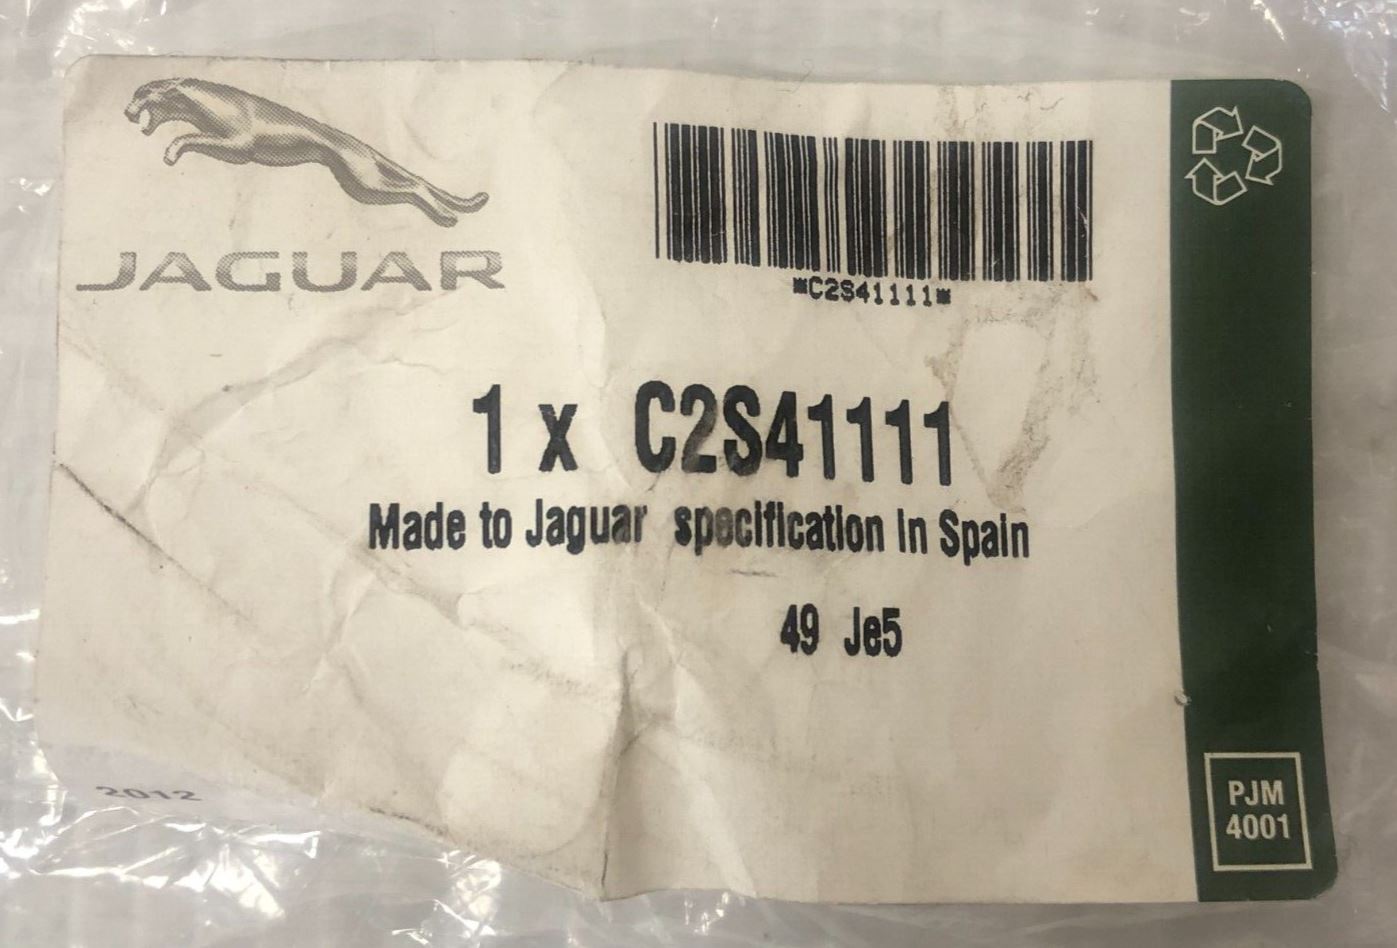 JAGUAR
*C2S41111*
1 x C2S41111
Made to Jaguar specification in Spain
49 Je5
2012
PJM
4001